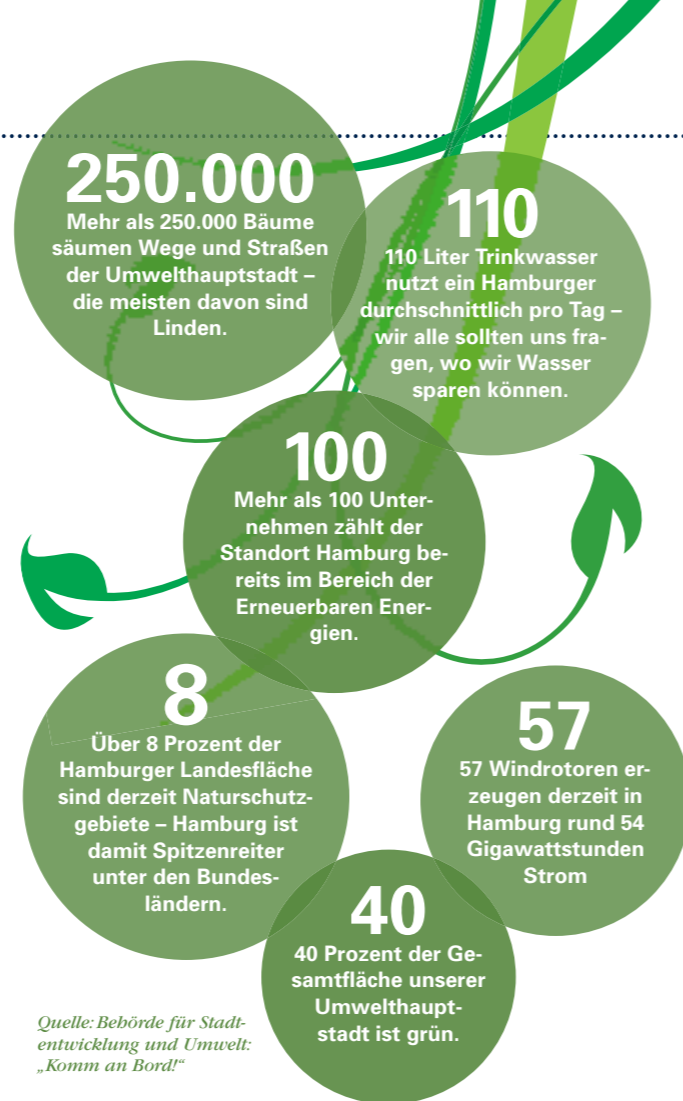 250.000
Mehr als 250.000 Bäume
säumen Wege und Straßen
der Umwelthauptstadt –
die meisten davon sind
Linden.
110
110 Liter Trinkwasser
nutzt ein Hamburger
durchschnittlich pro Tag –
wir alle sollten uns fra-
gen, wo wir Wasser
sparen können.
100
Mehr als 100 Unter-
nehmen zählt der
Standort Hamburg be-
reits im Bereich der
Erneuerbaren Ener-
gien.
8
Über 8 Prozent der
Hamburger Landesfläche
sind derzeit Naturschutz-
gebiete – Hamburg ist
damit Spitzenreiter
unter den Bundes-
ländern.
57
57 Windrotoren er-
zeugen derzeit in
Hamburg rund 54
Gigawattstunden
Strom
40
40 Prozent der Ge-
samtfläche unserer
Umwelthaupt-
stadt ist grün.
Quelle: Behörde für Stadt-
entwicklung und Umwelt:
„Komm an Bord!“